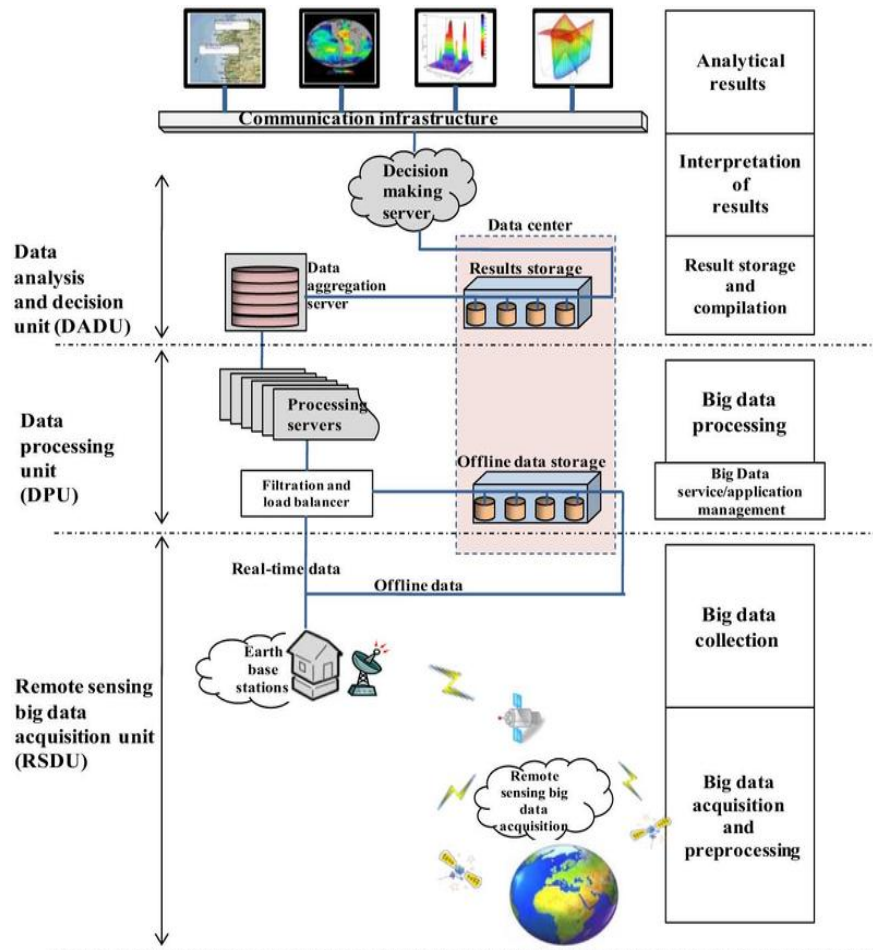 Communication infrastructure
Analytical
results
Decision
making
server
Interpretation
of
results
Data center
Data
analysis
and decision
unit (DADU)
Data
aggregation
server
Results storage
Result storage
and
compilation
Data
processing
unit
(DPU)
Processing
servers
Big data
processing
Filtration and
load balancer
Offline data storage
Big Data
service/application
management
Real-time data
Offline data
Big data
collection
Earth
base
stations
Remote sensing
big data
acquisition unit
(RSDU)
Remote
sensing big
data
acquisition
Big data
acquisition
and
preprocessing